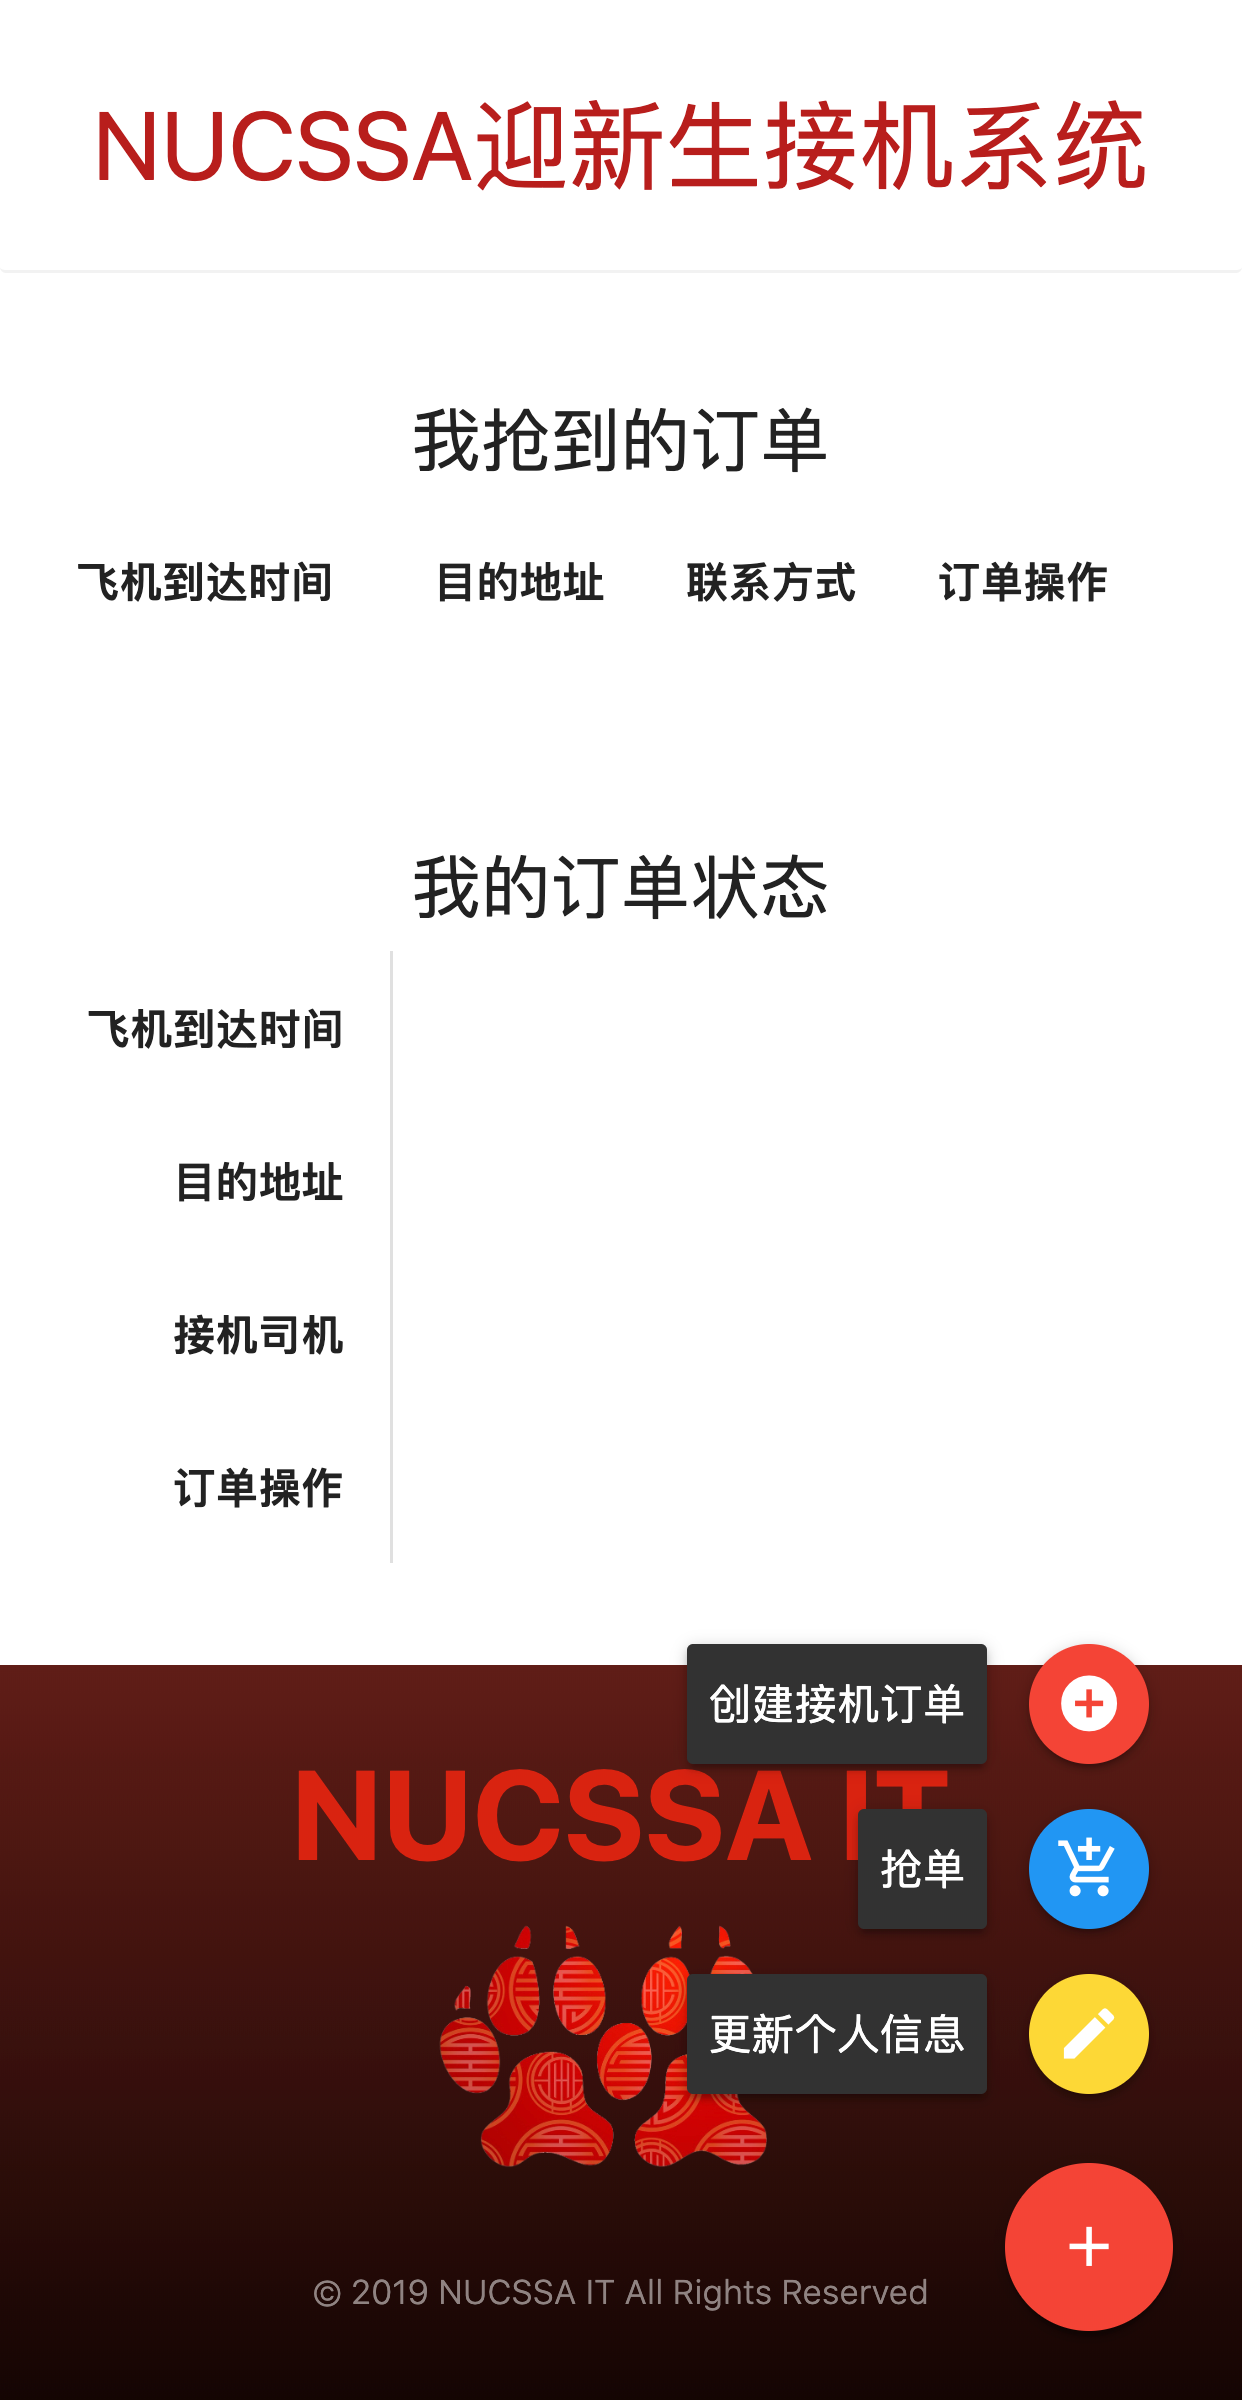 NUCSSA迎新生接机系统
我抢到的订单
飞机到达时间 目的地址 联系方式 订单操作
我的订单状态
飞机到达时间
目的地址
接机司机
订单操作
创建接机订单
NUCSSA IT
抢单
更新个人信息
© 2019 NUCSSA IT All Rights Reserved